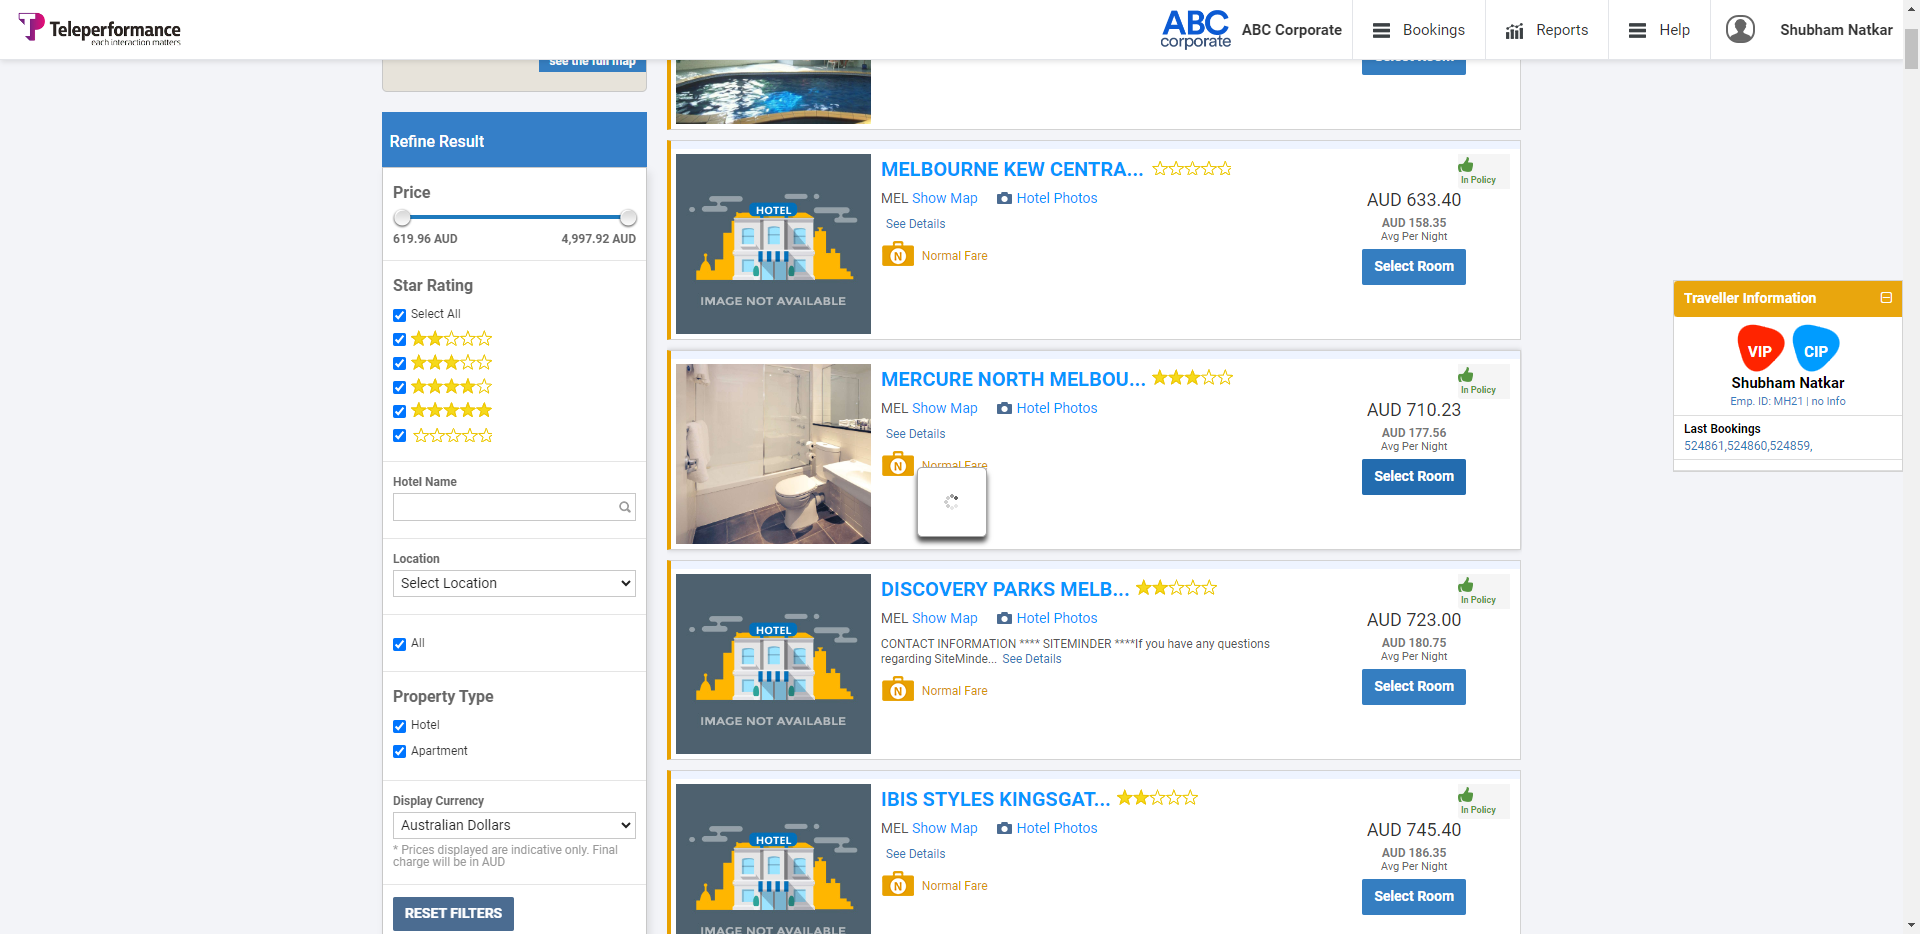 Teleperformance
each interaction matters
ABC
corporate
ABC Corporate
Bookings
Reports
Help
Shubham Natkar
see the full map
Refine Result
Price
619.96 AUD
4,997.92 AUD
Star Rating
Select All
Hotel Name
Location
Select Location
All
Property Type
Hotel
Apartment
Display Currency
Australian Dollars
* Prices displayed are indicative only. Final
charge will be in AUD
RESET FILTERS
Select Room
HOTEL
IMAGE NOT AVAILABLE
MELBOURNE KEW CENTRA...
MEL Show Map Hotel Photos
See Details
N Normal Fare
In Policy
AUD 633.40
AUD 158.35
Avg Per Night
Select Room
MERCURE NORTH MELBOU...
MEL Show Map Hotel Photos
See Details
N Normal Fare
In Policy
AUD 710.23
AUD 177.56
Avg Per Night
Select Room
HOTEL
IMAGE NOT AVAILABLE
DISCOVERY PARKS MELB...
MEL Show Map Hotel Photos
CONTACT INFORMATION **** SITEMINDER ****If you have any questions
regarding SiteMinde... See Details
N Normal Fare
In Policy
AUD 723.00
AUD 180.75
Avg Per Night
Select Room
HOTEL
IMAGE NOT AVAILABLE
IBIS STYLES KINGSGAT...
MEL Show Map Hotel Photos
See Details
N Normal Fare
In Policy
AUD 745.40
AUD 186.35
Avg Per Night
Select Room
Traveller Information
VIP CIP
Shubham Natkar
Emp. ID: MH21 | no Info
Last Bookings
524861,524860,524859,